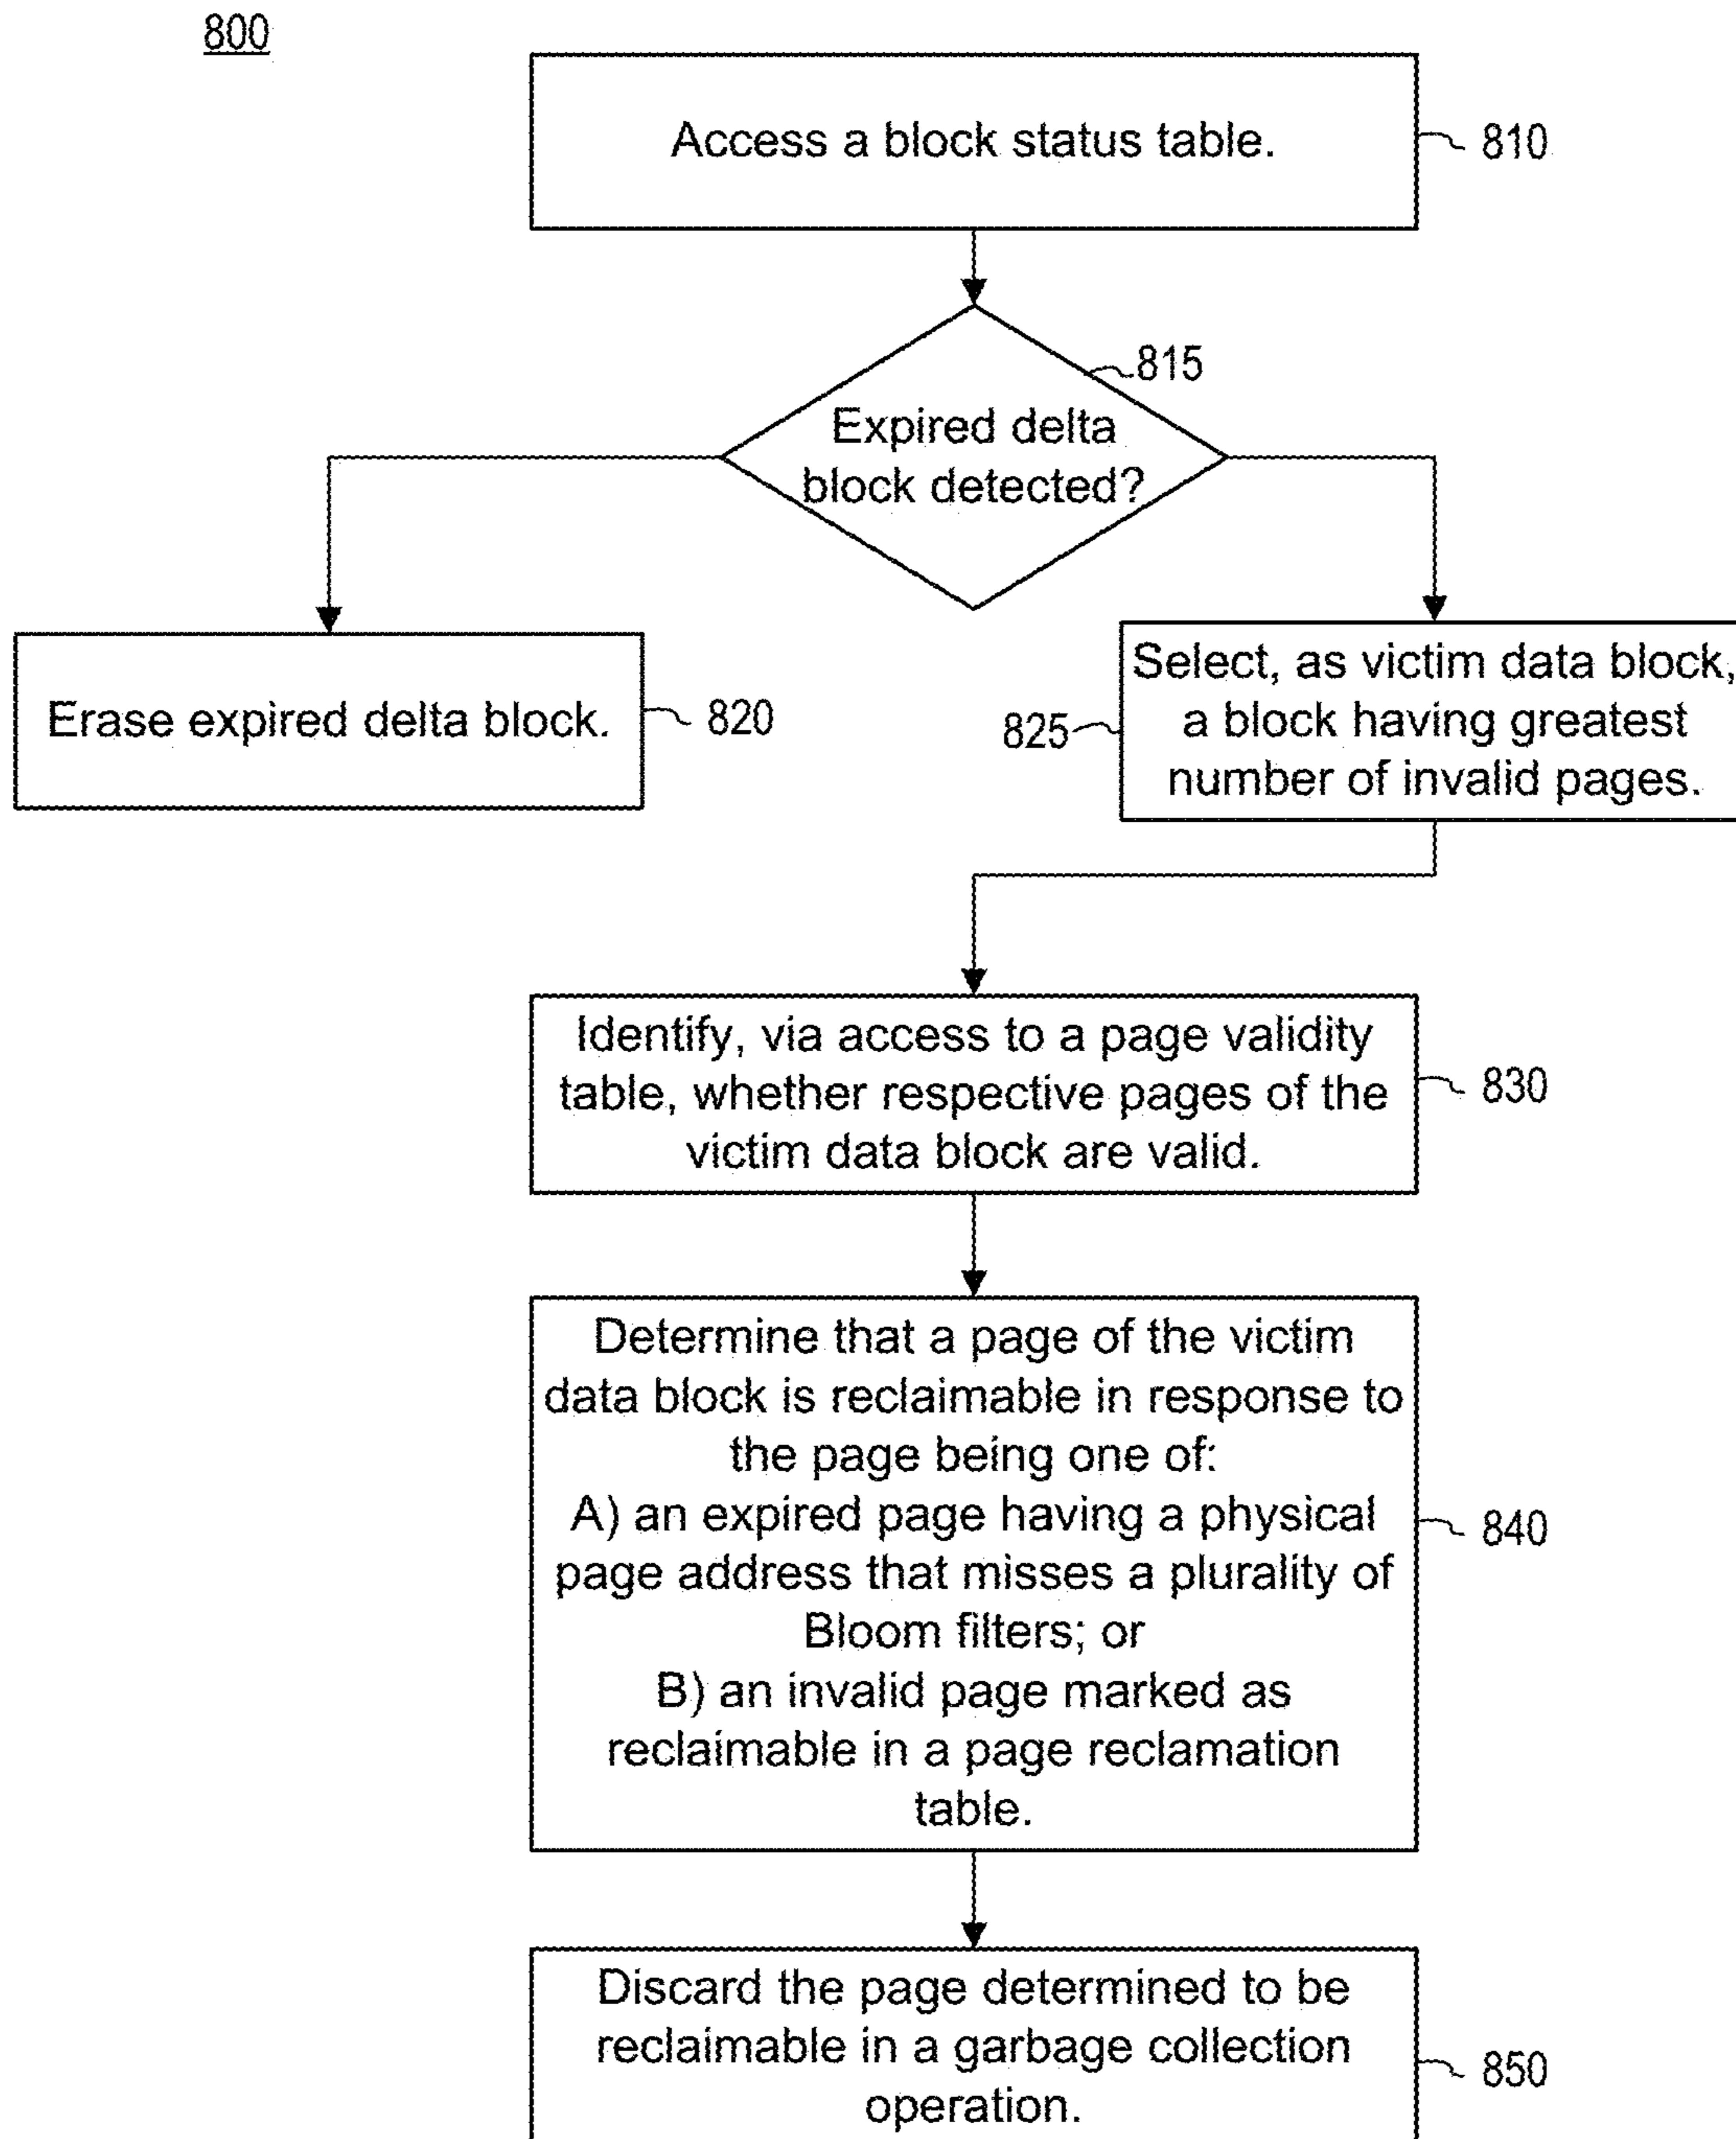 800
Access a block status table.
810
815
Expired delta
block detected?
Erase expired delta block.
820
825
Select, as victim data block,
a block having greatest
number of invalid pages.
Identify, via access to a page validity
table, whether respective pages of the
victim data block are valid.
830
Determine that a page of the victim
data block is reclaimable in response to
the page being one of:
A) an expired page having a physical
page address that misses a plurality of
Bloom filters; or
B) an invalid page marked as
reclaimable in a page reclamation
table.
840
Discard the page determined to be
reclaimable in a garbage collection
operation.
850